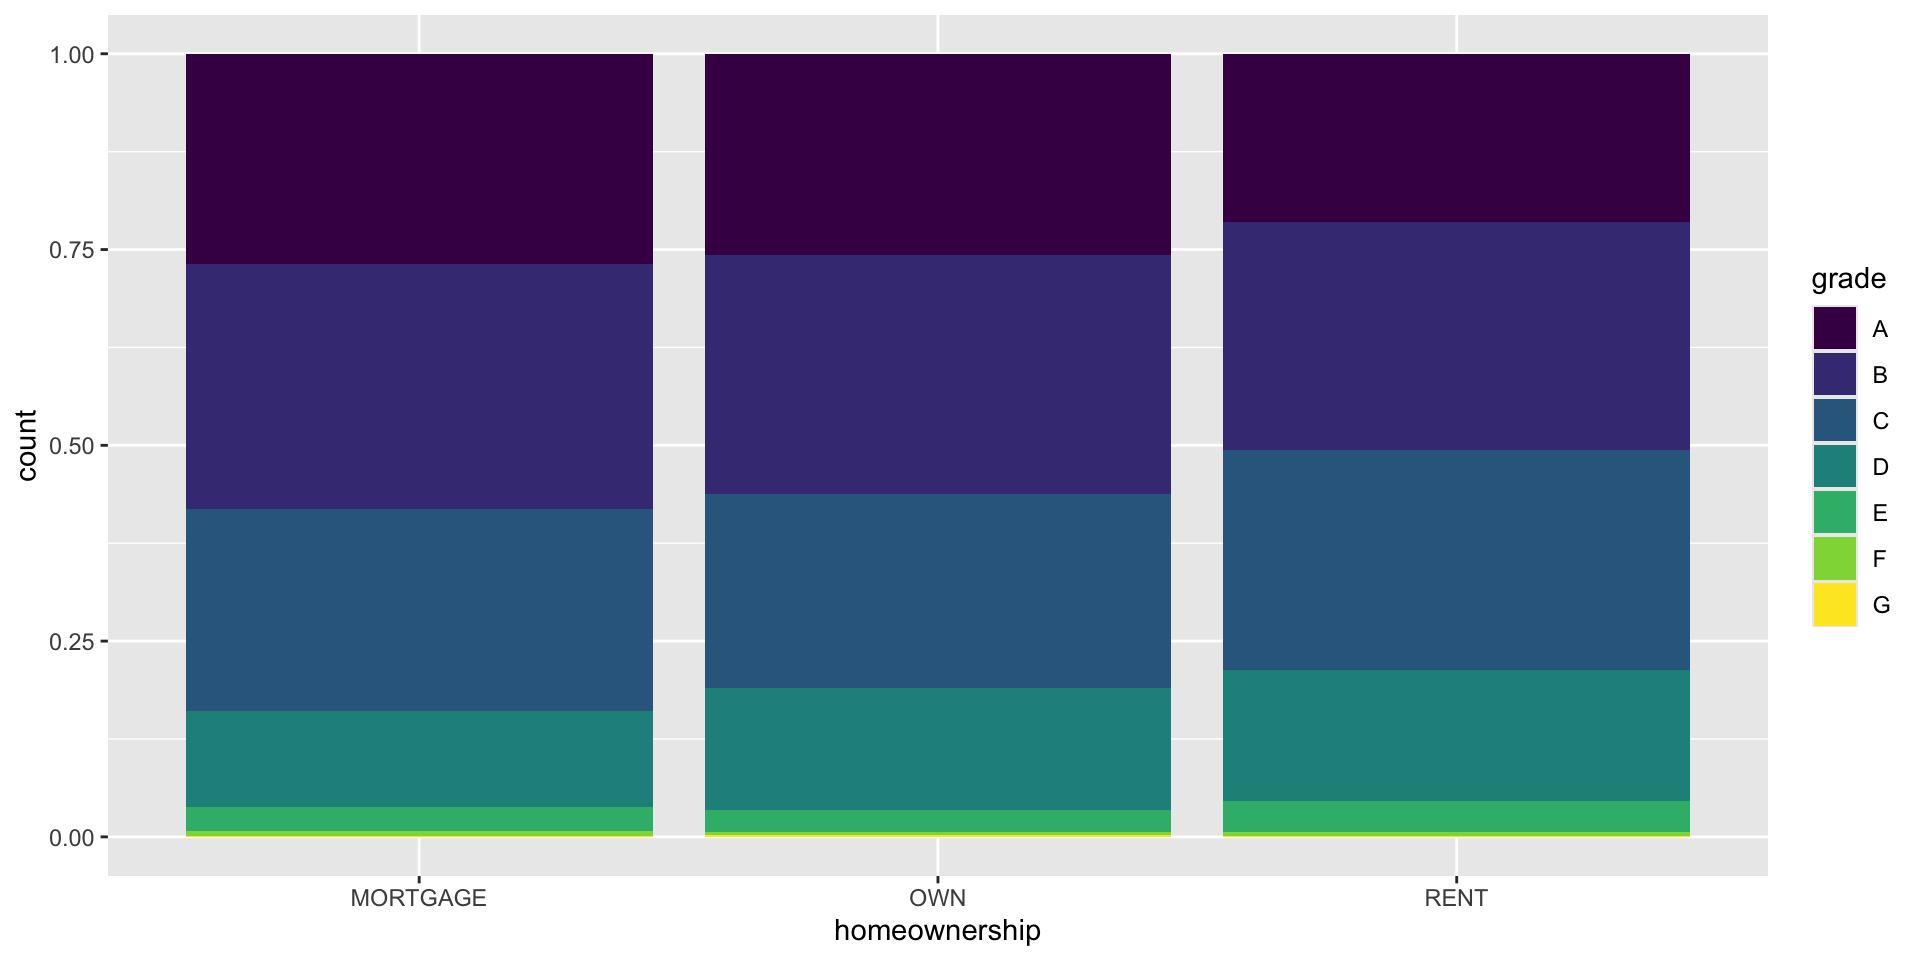 1.00
0.75
0.50
0.25
0.00
count
MORTGAGE
OWN
RENT
homeownership
grade
A
B
C
D
E
F
G